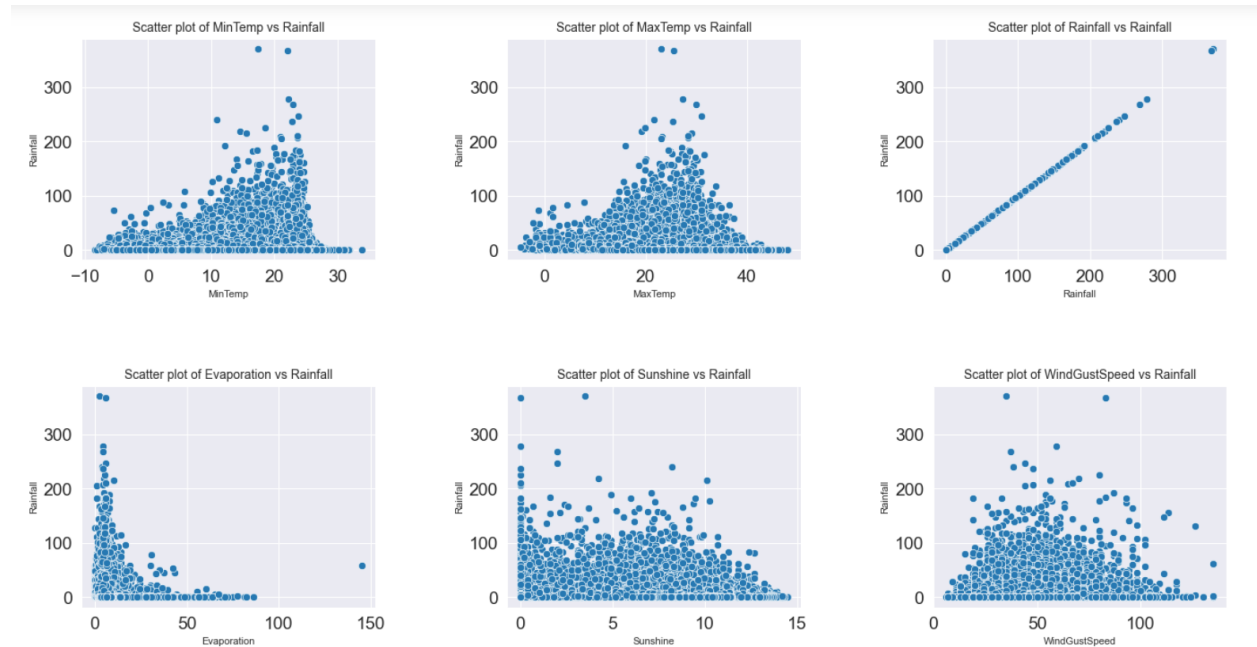 Scatter plot of MinTemp vs Rainfall
Rainfall
300
200
100
0
−10 0 10 20 30
MinTemp
Scatter plot of MaxTemp vs Rainfall
Rainfall
300
200
100
0
0 20 40
MaxTemp
Scatter plot of Rainfall vs Rainfall
Rainfall
300
200
100
0
0 100 200 300
Rainfall
Scatter plot of Evaporation vs Rainfall
Rainfall
300
200
100
0
0 50 100 150
Evaporation
Scatter plot of Sunshine vs Rainfall
Rainfall
300
200
100
0
0 5 10 15
Sunshine
Scatter plot of WindGustSpeed vs Rainfall
Rainfall
300
200
100
0
0 50 100
WindGustSpeed